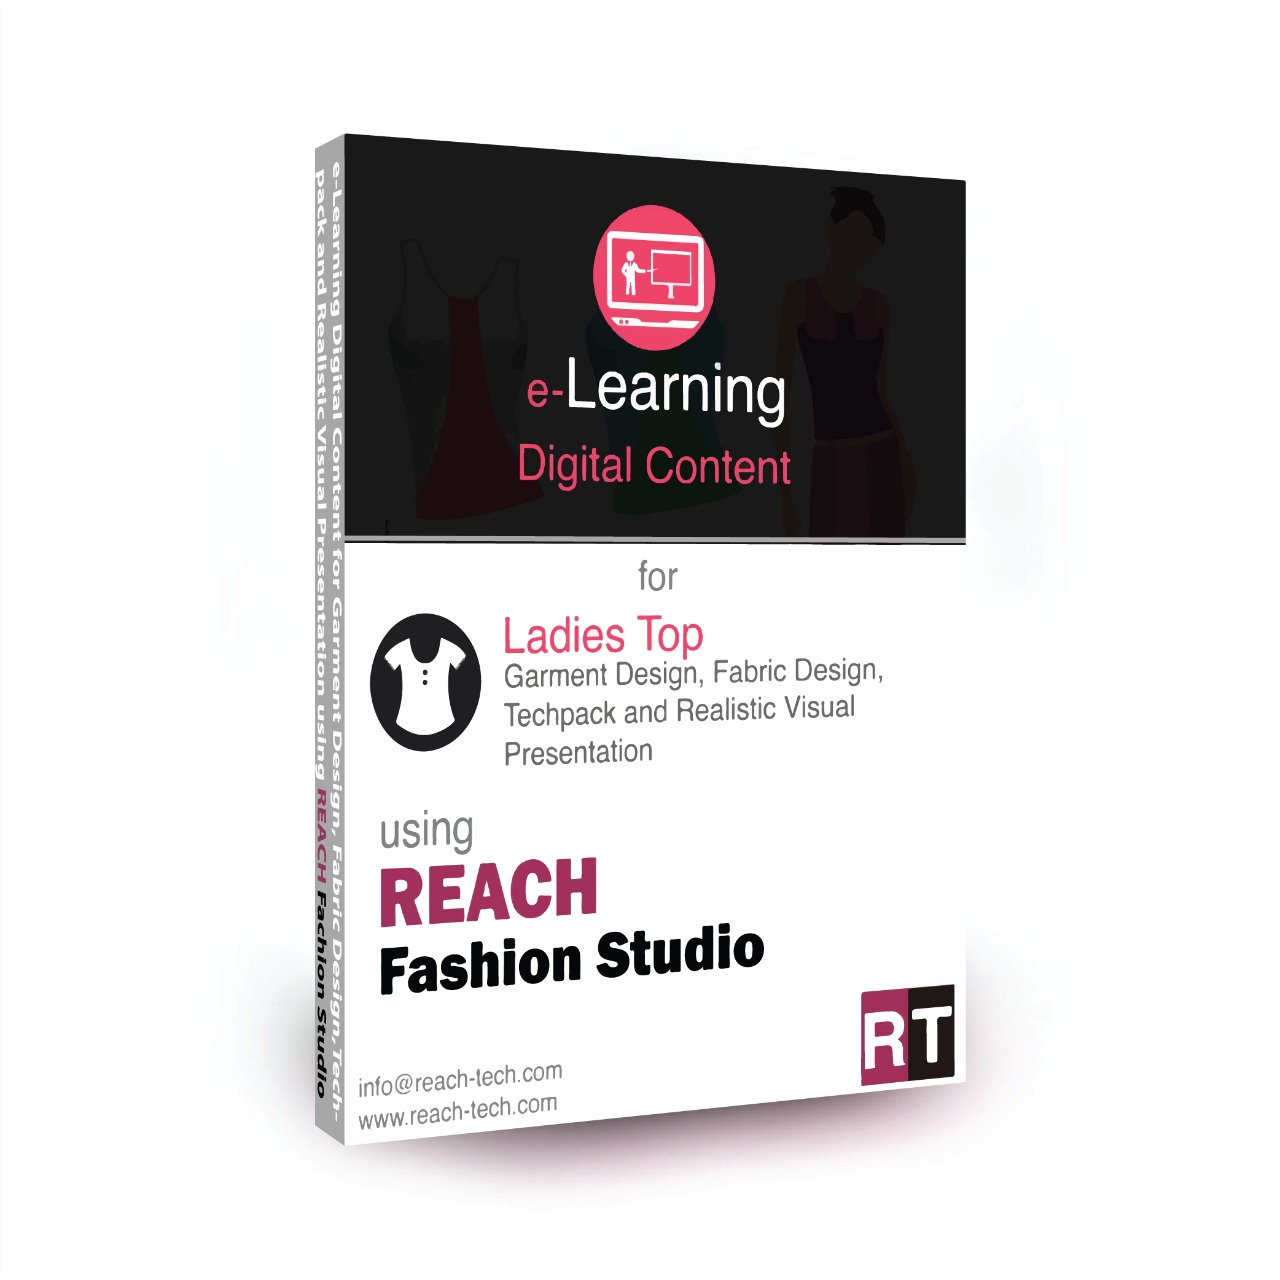 e-Learning
Digital Content
for
Ladies Top
Garment Design, Fabric Design,
Techpack and Realistic Visual
Presentation
using
REACH
Fashion Studio
RT
info@reach-tech.com
www.reach-tech.com
e-Learning Digital Content for Garment Design, Fabric Design, Tech-
pack and Realistic Visual Presentation using REACH Fachion Studio